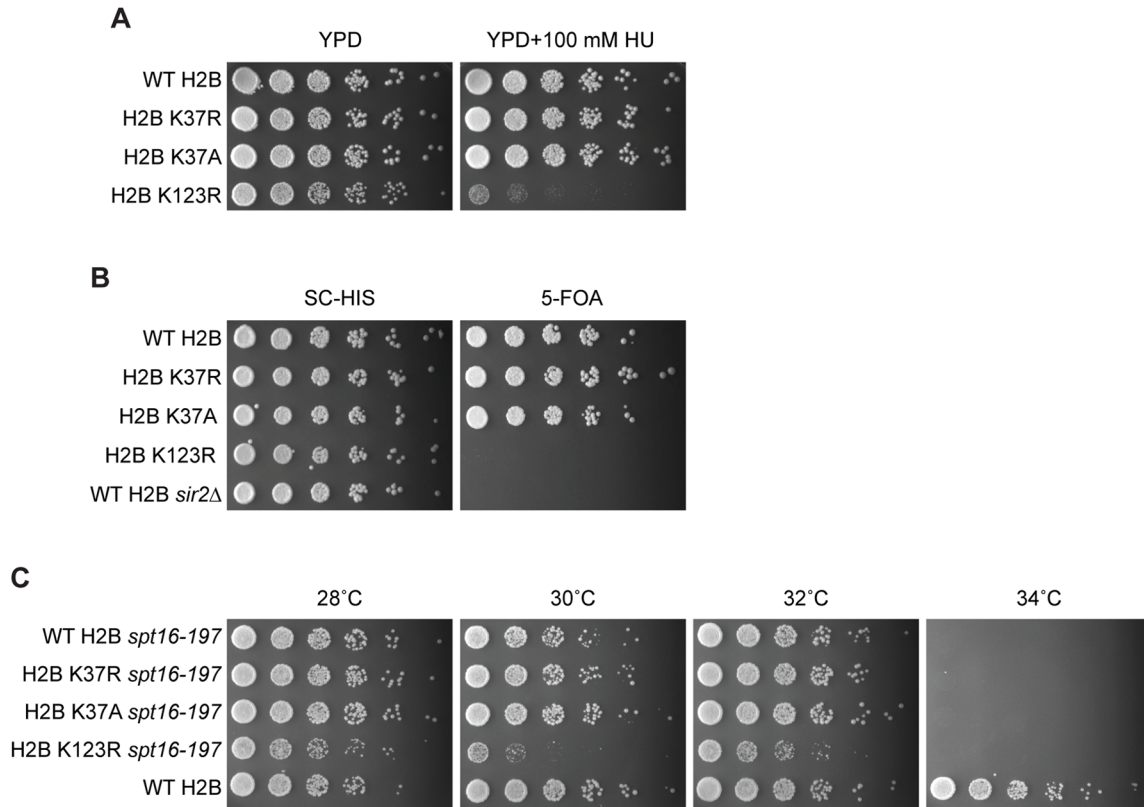 A
YPD YPD+100 mM HU
WT H2B
H2B K37R
H2B K37A
H2B K123R
B
SC-HIS 5-FOA
WT H2B
H2B K37R
H2B K37A
H2B K123R
WT H2B sir2Δ
C
28˚C 30˚C 32˚C 34˚C
WT H2B spt16-197
H2B K37R spt16-197
H2B K37A spt16-197
H2B K123R spt16-197
WT H2B